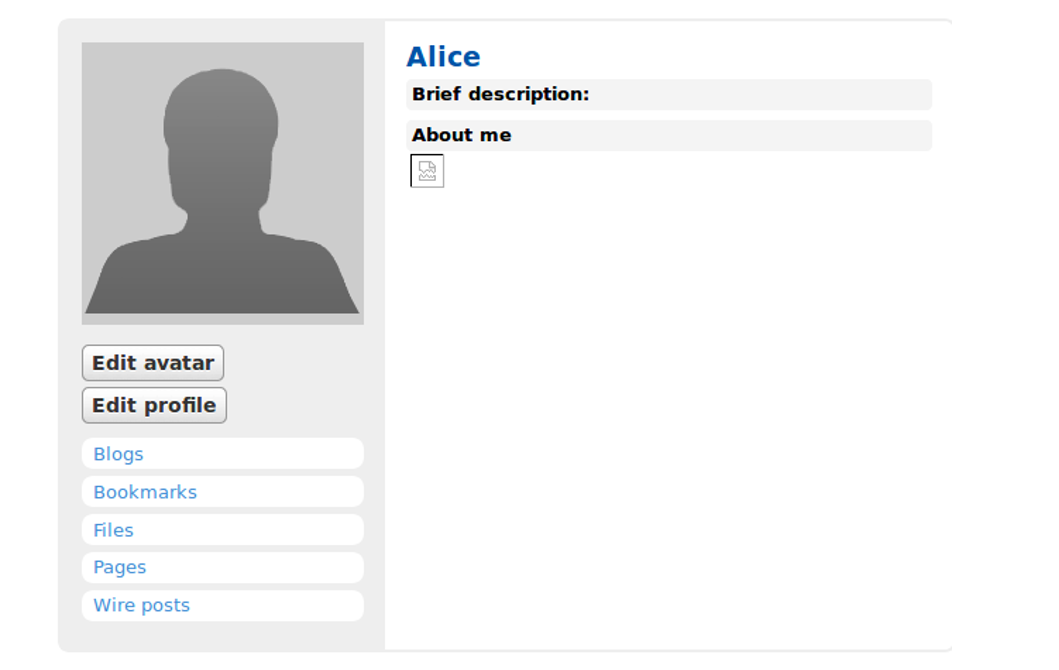 Alice
Brief description:
About me
Edit avatar
Edit profile
Blogs
Bookmarks
Files
Pages
Wire posts